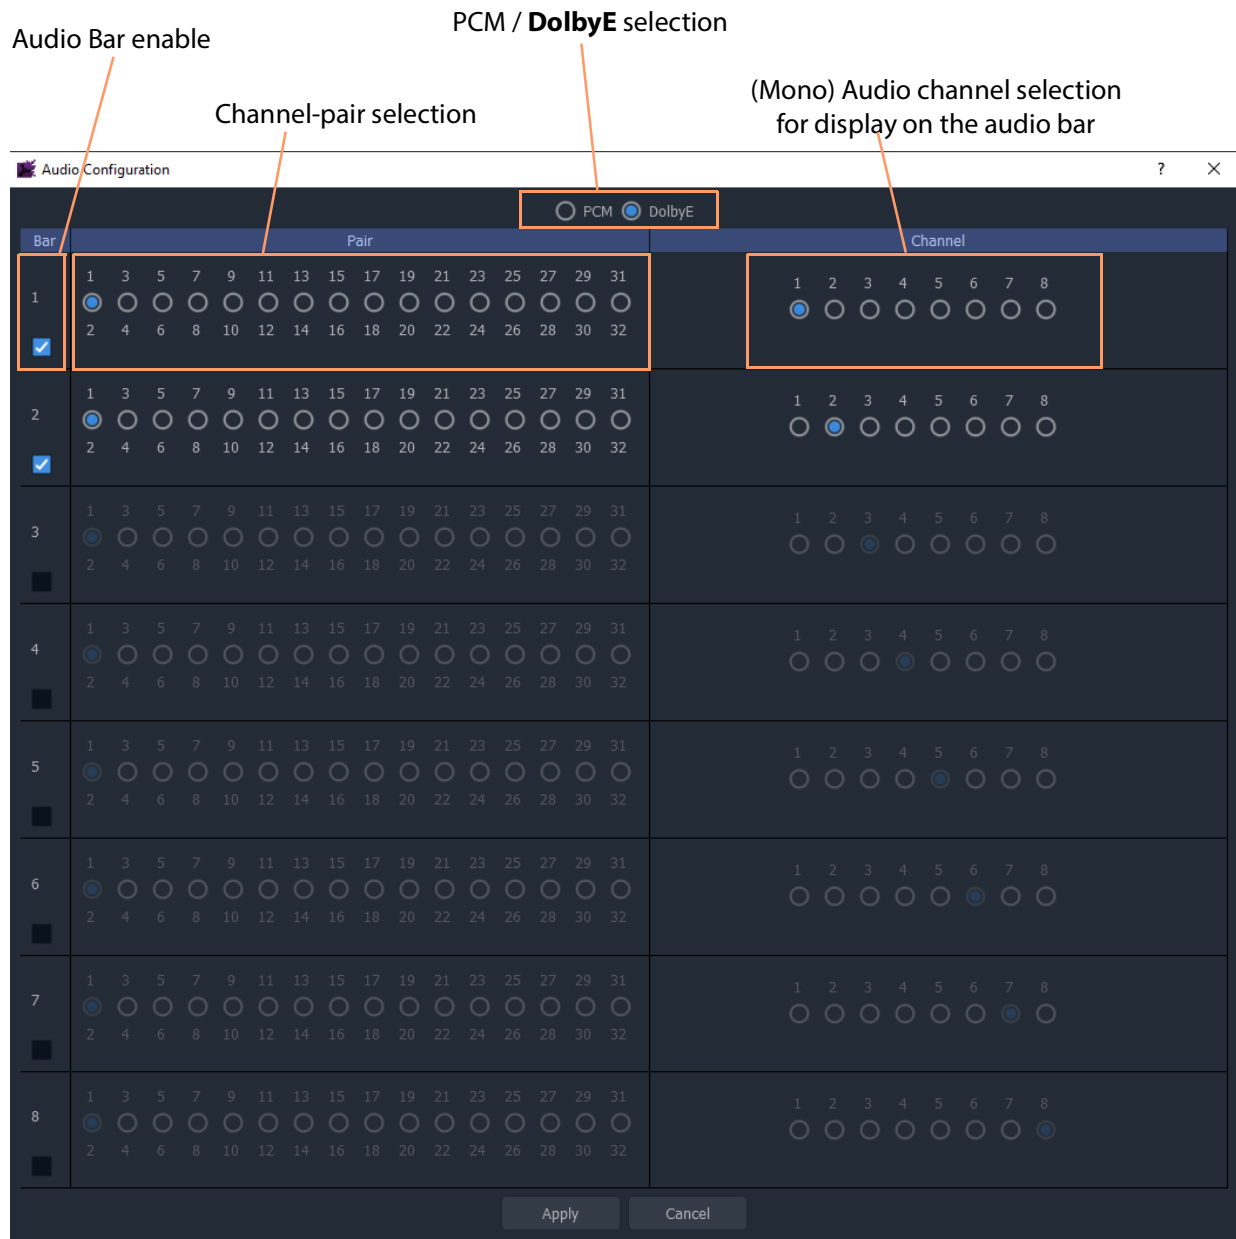 PCM / DolbyE selection
Audio Bar enable
(Mono) Audio channel selection
for display on the audio bar
Channel-pair selection
Audio Configuration ? ×
PCM DolbyE
Bar Pair Channel
1 3 5 7 9 11 13 15 17 19 21 23 25 27 29 31
1 2 3 4 5 6 7 8
1
2 4 6 8 10 12 14 16 18 20 22 24 26 28 30 32
1 3 5 7 9 11 13 15 17 19 21 23 25 27 29 31
1 2 3 4 5 6 7 8
2
2 4 6 8 10 12 14 16 18 20 22 24 26 28 30 32
1 3 5 7 9 11 13 15 17 19 21 23 25 27 29 31
1 2 3 4 5 6 7 8
3
2 4 6 8 10 12 14 16 18 20 22 24 26 28 30 32
1 3 5 7 9 11 13 15 17 19 21 23 25 27 29 31
1 2 3 4 5 6 7 8
4
2 4 6 8 10 12 14 16 18 20 22 24 26 28 30 32
1 3 5 7 9 11 13 15 17 19 21 23 25 27 29 31
1 2 3 4 5 6 7 8
5
2 4 6 8 10 12 14 16 18 20 22 24 26 28 30 32
1 3 5 7 9 11 13 15 17 19 21 23 25 27 29 31
1 2 3 4 5 6 7 8
6
2 4 6 8 10 12 14 16 18 20 22 24 26 28 30 32
1 3 5 7 9 11 13 15 17 19 21 23 25 27 29 31
1 2 3 4 5 6 7 8
7
2 4 6 8 10 12 14 16 18 20 22 24 26 28 30 32
1 3 5 7 9 11 13 15 17 19 21 23 25 27 29 31
1 2 3 4 5 6 7 8
8
2 4 6 8 10 12 14 16 18 20 22 24 26 28 30 32
Apply Cancel